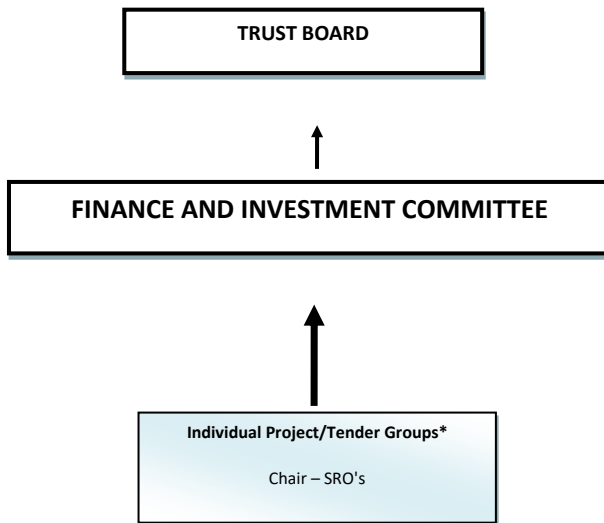 TRUST BOARD
FINANCE AND INVESTMENT COMMITTEE
Individual Project/Tender Groups*
Chair – SRO's